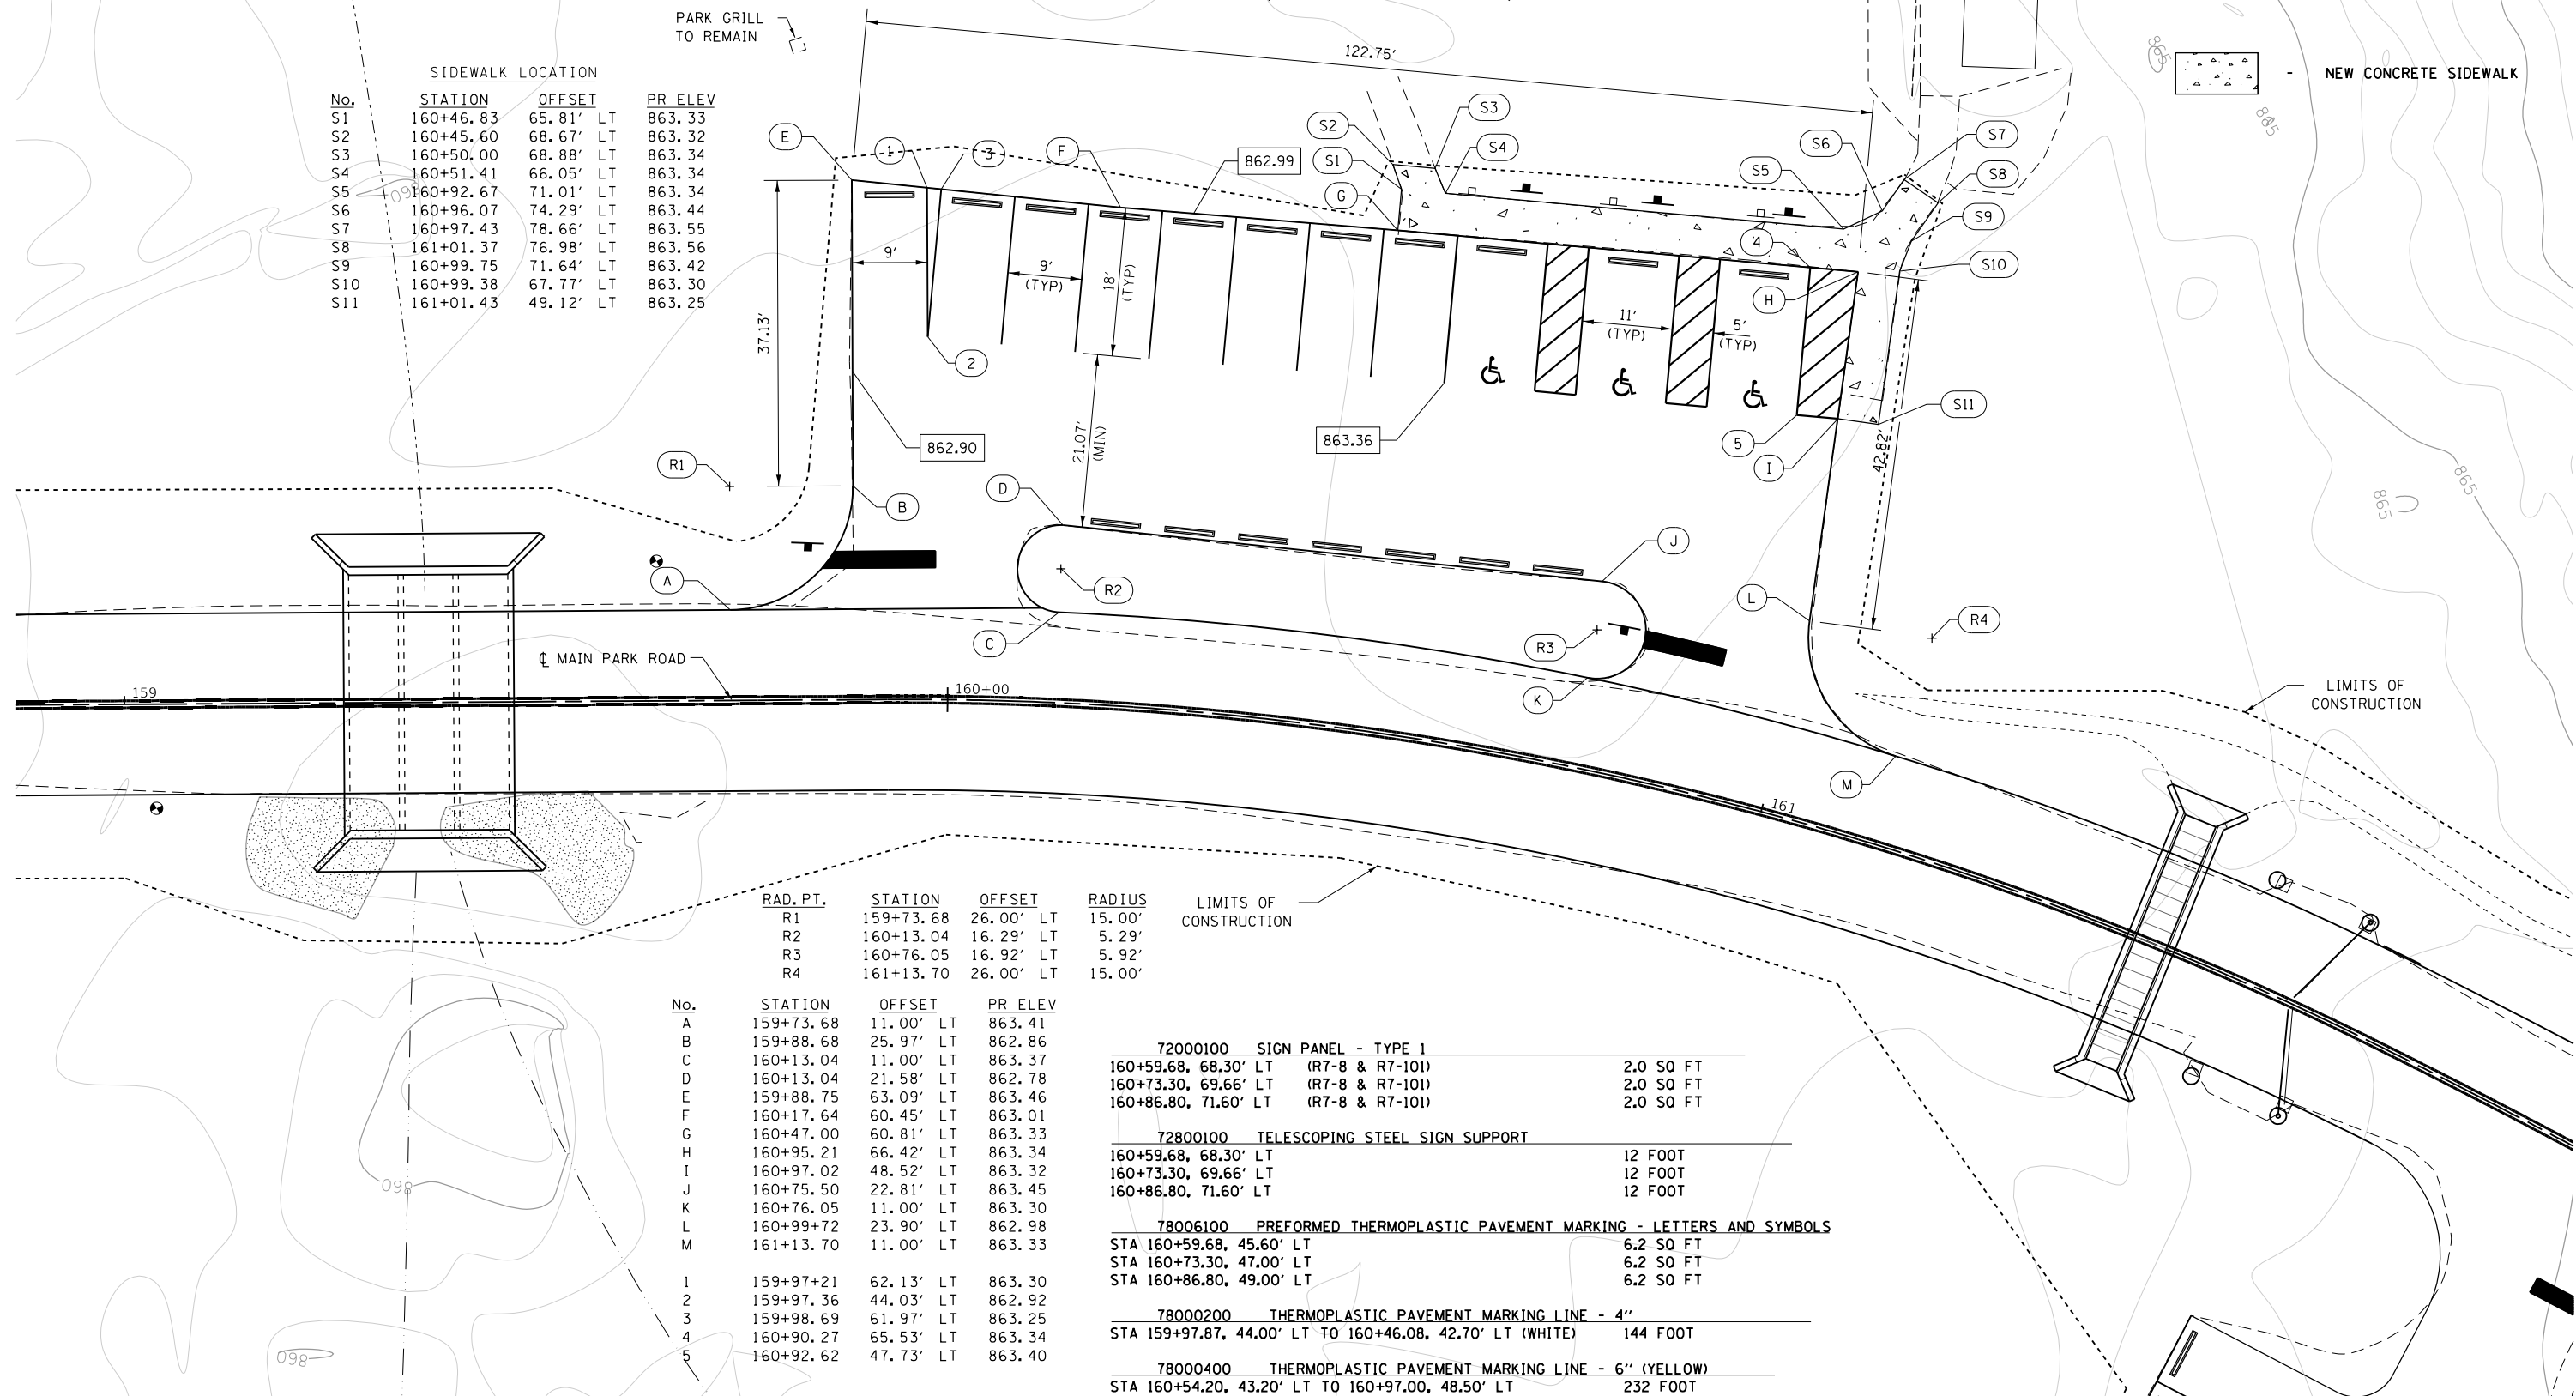 PARK GRILL
TO REMAIN
122.75'
- NEW CONCRETE SIDEWALK
SIDEWALK LOCATION
No. STATION OFFSET PR ELEV
S1 160+46.83 65.81' LT 863.33
S2 160+45.60 68.67' LT 863.32
S3 160+50.00 68.88' LT 863.34
S4 160+51.41 66.05' LT 863.34
S5 160+92.67 71.01' LT 863.34
S6 160+96.07 74.29' LT 863.44
S7 160+97.43 78.66' LT 863.55
S8 161+01.37 76.98' LT 863.56
S9 160+99.75 71.64' LT 863.42
S10 160+99.38 67.77' LT 863.30
S11 161+01.43 49.12' LT 863.25
865
865
865
865
860
E
1
3
F
862.99
S2
S1
G
S3
S4
S5
S6
S7
S8
S9
S10
4
H
9'
9'
(TYP)
18'
(TYP)
11'
(TYP)
5'
(TYP)
37.13'
2
862.90
21.07'
(MIN)
863.36
S11
5
I
42.82'
R1
B
D
A
R2
C
J
R3
K
L
R4
M
℄ MAIN PARK ROAD
159
160+00
161
LIMITS OF
CONSTRUCTION
RAD. PT. STATION OFFSET RADIUS
R1 159+73.68 26.00' LT 15.00'
R2 160+13.04 16.29' LT 5.29'
R3 160+76.05 16.92' LT 5.92'
R4 161+13.70 26.00' LT 15.00'
LIMITS OF
CONSTRUCTION
No. STATION OFFSET PR ELEV
A 159+73.68 11.00' LT 863.41
B 159+88.68 25.97' LT 862.86
C 160+13.04 11.00' LT 863.37
D 160+13.04 21.58' LT 862.78
E 159+88.75 63.09' LT 863.46
F 160+17.64 60.45' LT 863.01
G 160+47.00 60.81' LT 863.33
H 160+95.21 66.42' LT 863.34
I 160+97.02 48.52' LT 863.32
J 160+75.50 22.81' LT 863.45
K 160+76.05 11.00' LT 863.30
L 160+99+72 23.90' LT 862.98
M 161+13.70 11.00' LT 863.33
1 159+97+21 62.13' LT 863.30
2 159+97.36 44.03' LT 862.92
3 159+98.69 61.97' LT 863.25
4 160+90.27 65.53' LT 863.34
5 160+92.62 47.73' LT 863.40
860
860
72000100 SIGN PANEL - TYPE 1
160+59.68, 68.30' LT (R7-8 & R7-101) 2.0 SQ FT
160+73.30, 69.66' LT (R7-8 & R7-101) 2.0 SQ FT
160+86.80, 71.60' LT (R7-8 & R7-101) 2.0 SQ FT
72800100 TELESCOPING STEEL SIGN SUPPORT
160+59.68, 68.30' LT 12 FOOT
160+73.30, 69.66' LT 12 FOOT
160+86.80, 71.60' LT 12 FOOT
78006100 PREFORMED THERMOPLASTIC PAVEMENT MARKING - LETTERS AND SYMBOLS
STA 160+59.68, 45.60' LT 6.2 SQ FT
STA 160+73.30, 47.00' LT 6.2 SQ FT
STA 160+86.80, 49.00' LT 6.2 SQ FT
78000200 THERMOPLASTIC PAVEMENT MARKING LINE - 4''
STA 159+97.87, 44.00' LT TO 160+46.08, 42.70' LT (WHITE) 144 FOOT
78000400 THERMOPLASTIC PAVEMENT MARKING LINE - 6'' (YELLOW)
STA 160+54.20, 43.20' LT TO 160+97.00, 48.50' LT 232 FOOT